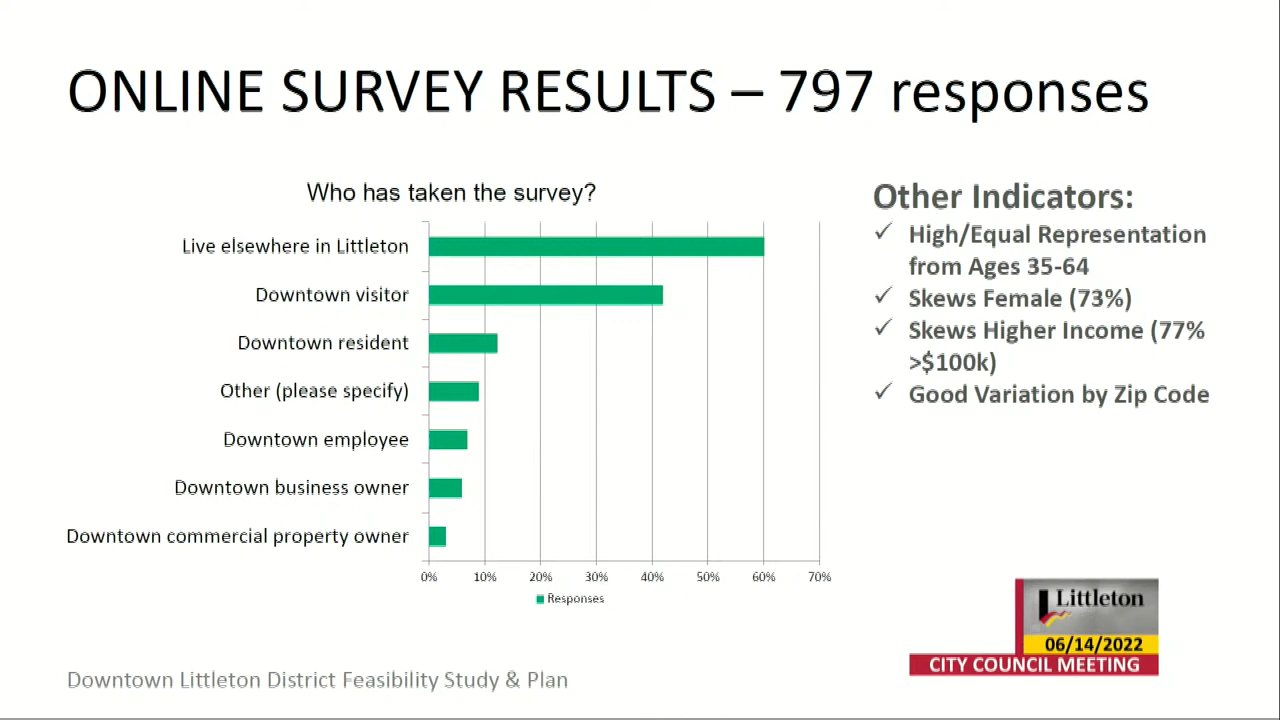 ONLINE SURVEY RESULTS – 797 responses
Who has taken the survey?
Live elsewhere in Littleton
Downtown visitor
Downtown resident
Other (please specify)
Downtown employee
Downtown business owner
Downtown commercial property owner
0% 10% 20% 30% 40% 50% 60% 70%
Responses
Other Indicators:
✓ High/Equal Representation
from Ages 35-64
✓ Skews Female (73%)
✓ Skews Higher Income (77%
>$100k)
✓ Good Variation by Zip Code
Littleton
06/14/2022
CITY COUNCIL MEETING
Downtown Littleton District Feasibility Study & Plan